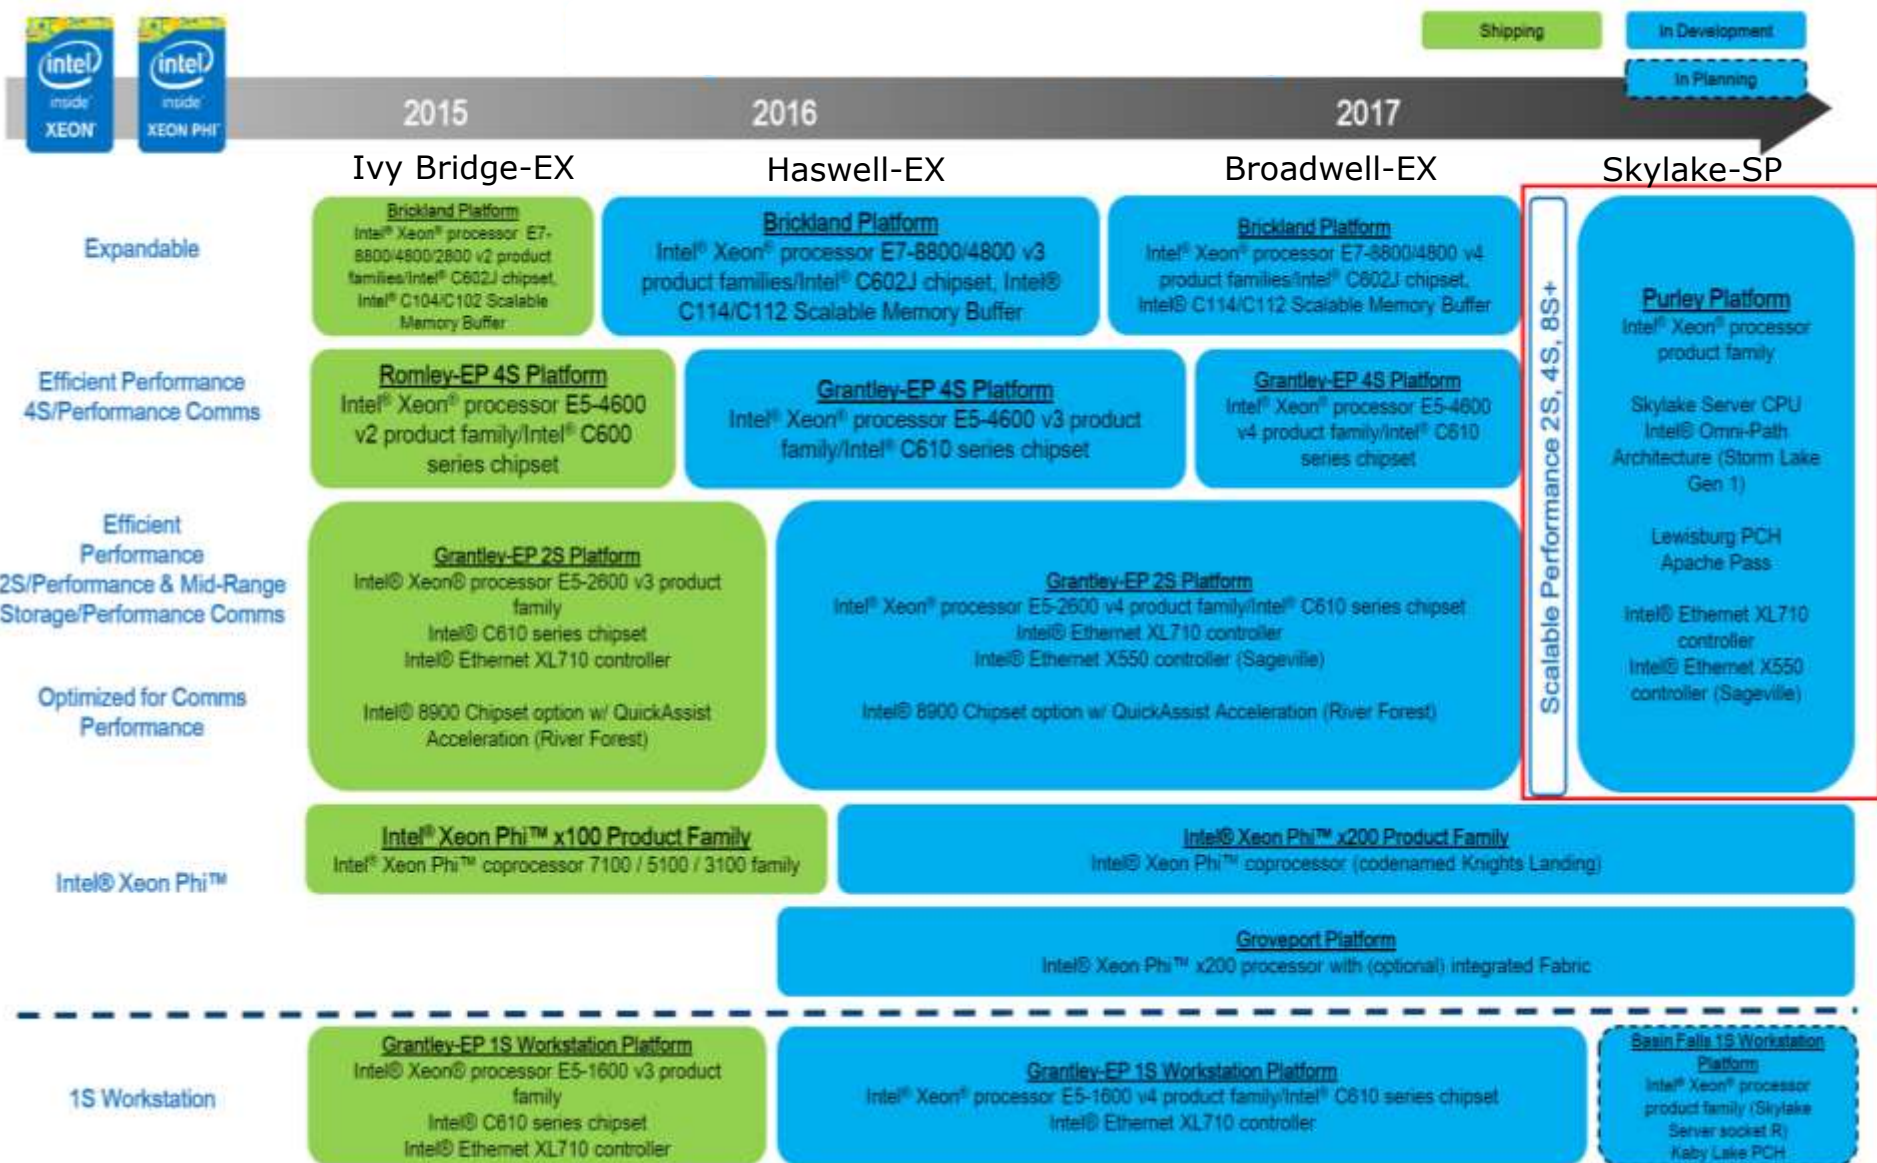 Shipping
In Development
In Planning
intel
inside
XEON
intel
inside
XEON PHI
2015
2016
2017
Ivy Bridge-EX
Haswell-EX
Broadwell-EX
Skylake-SP
Expandable
Brickland Platform
Intel® Xeon® processor E7-
8800/4800/2800 v2 product
families/Intel® C602J chipset,
Intel® C104/C102 Scalable
Memory Buffer
Brickland Platform
Intel® Xeon® processor E7-8800/4800 v3
product families/Intel® C602J chipset, Intel®
C114/C112 Scalable Memory Buffer
Brickland Platform
Intel® Xeon® processor E7-8800/4800 v4
product families/Intel® C602J chipset,
Intel® C114/C112 Scalable Memory Buffer
Scalable Performance 2S, 4S, 8S+
Purley Platform
Intel® Xeon® processor
product family
Skylake Server CPU
Intel® Omni-Path
Architecture (Storm Lake
Gen 1)
Lewisburg PCH
Apache Pass
Intel® Ethernet XL710
controller
Intel® Ethernet X550
controller (Sageville)
Efficient Performance
4S/Performance Comms
Romley-EP 4S Platform
Intel® Xeon® processor E5-4600
v2 product family/Intel® C600
series chipset
Grantley-EP 4S Platform
Intel® Xeon® processor E5-4600 v3 product
family/Intel® C610 series chipset
Grantley-EP 4S Platform
Intel® Xeon® processor E5-4600
v4 product family/Intel® C610
series chipset
Efficient
Performance
2S/Performance & Mid-Range
Storage/Performance Comms
Optimized for Comms
Performance
Grantley-EP 2S Platform
Intel® Xeon® processor E5-2600 v3 product
family
Intel® C610 series chipset
Intel® Ethernet XL710 controller
Intel® 8900 Chipset option w/ QuickAssist
Acceleration (River Forest)
Grantley-EP 2S Platform
Intel® Xeon® processor E5-2600 v4 product family/Intel® C610 series chipset
Intel® Ethernet XL710 controller
Intel® Ethernet X550 controller (Sageville)
Intel® 8900 Chipset option w/ QuickAssist Acceleration (River Forest)
Intel® Xeon Phi™
Intel® Xeon Phi™ x100 Product Family
Intel® Xeon Phi™ coprocessor 7100 / 5100 / 3100 family
Intel® Xeon Phi™ x200 Product Family
Intel® Xeon Phi™ coprocessor (codenamed Knights Landing)
Groveport Platform
Intel® Xeon Phi™ x200 processor with (optional) integrated Fabric
1S Workstation
Grantley-EP 1S Workstation Platform
Intel® Xeon® processor E5-1600 v3 product
family
Intel® C610 series chipset
Intel® Ethernet XL710 controller
Grantley-EP 1S Workstation Platform
Intel® Xeon® processor E5-1600 v4 product family/Intel® C610 series chipset
Intel® Ethernet XL710 controller
Basin Falls 1S Workstation
Platform
Intel® Xeon® processor
product family (Skylake
Server socket R)
Kaby Lake PCH